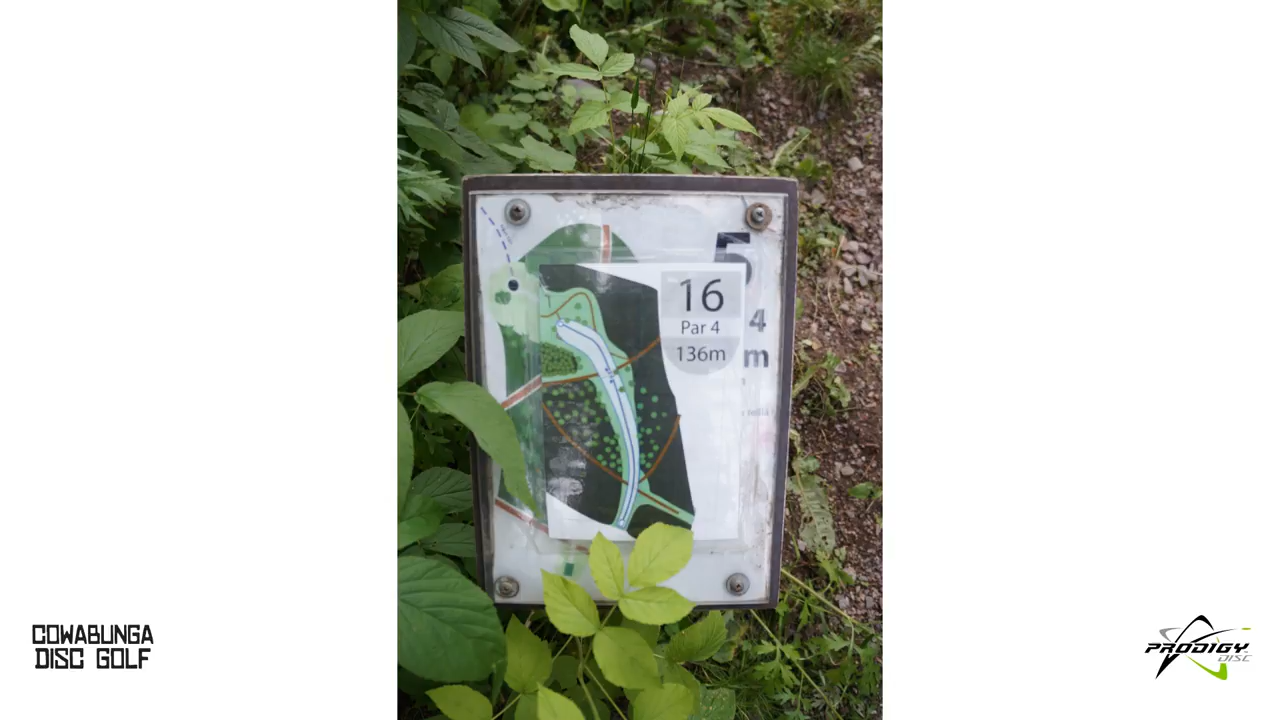 5
16
Par 4
136m
4
m
COWABUNGA
DISC GOLF
PRODIGY
DISC